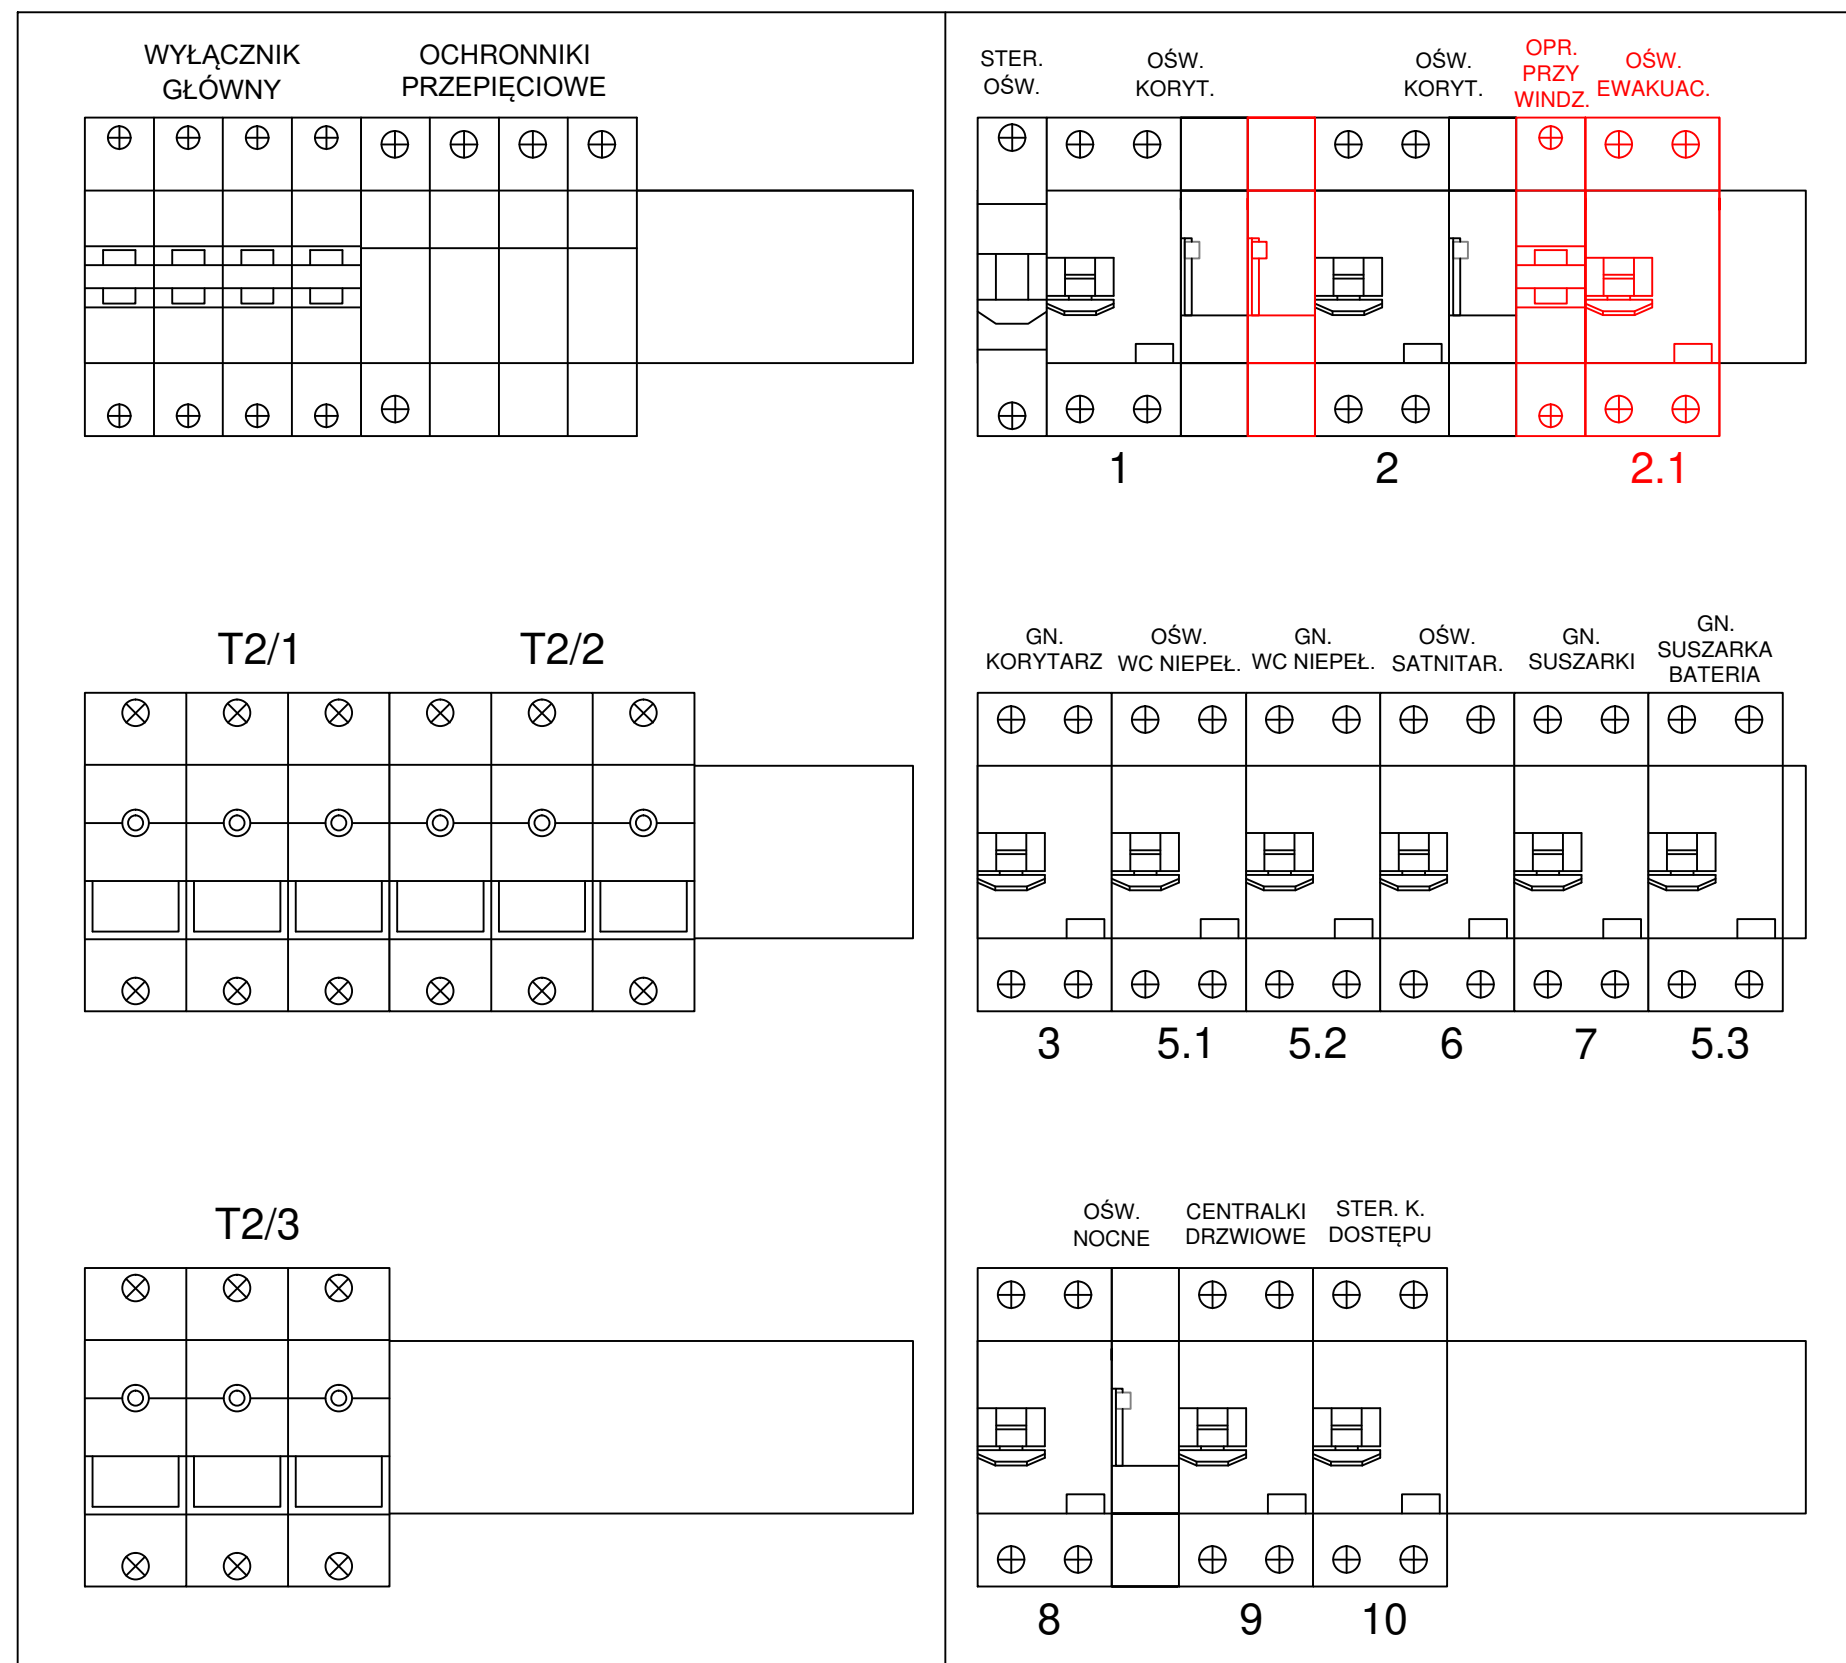 WYŁĄCZNIK
GŁÓWNY
OCHRONNIKI
PRZEPIĘCIOWE
STER.
OŚW.
OŚW.
KORYT.
OŚW.
KORYT.
OPR.
PRZY
WINDZ.
OŚW.
EWAKUAC.
1
2
2.1
T2/1
T2/2
GN.
KORYTARZ
OŚW.
WC NIEPEŁ.
GN.
WC NIEPEŁ.
OŚW.
SATNITAR.
GN.
SUSZARKI
GN.
SUSZARKA
BATERIA
3
5.1
5.2
6
7
5.3
T2/3
OŚW.
NOCNE
CENTRALKI
DRZWIOWE
STER. K.
DOSTĘPU
8
9
10